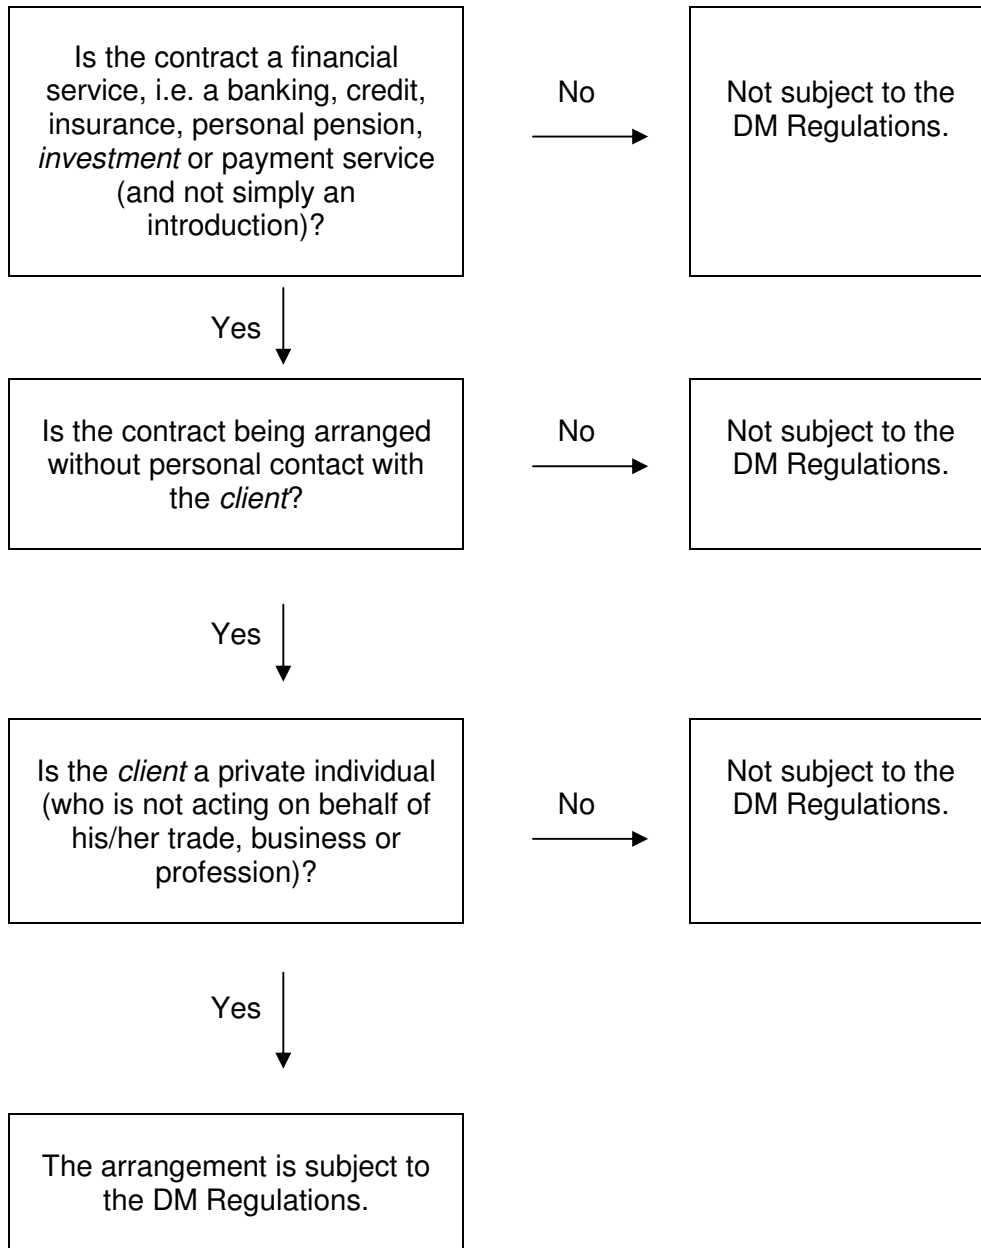 Is the contract a financial
service, i.e. a banking, credit,
insurance, personal pension,
investment or payment service
(and not simply an
introduction)?
No
Not subject to the
DM Regulations.
Yes
Is the contract being arranged
without personal contact with
the client?
No
Not subject to the
DM Regulations.
Yes
Is the client a private individual
(who is not acting on behalf of
his/her trade, business or
profession)?
No
Not subject to the
DM Regulations.
Yes
The arrangement is subject to
the DM Regulations.